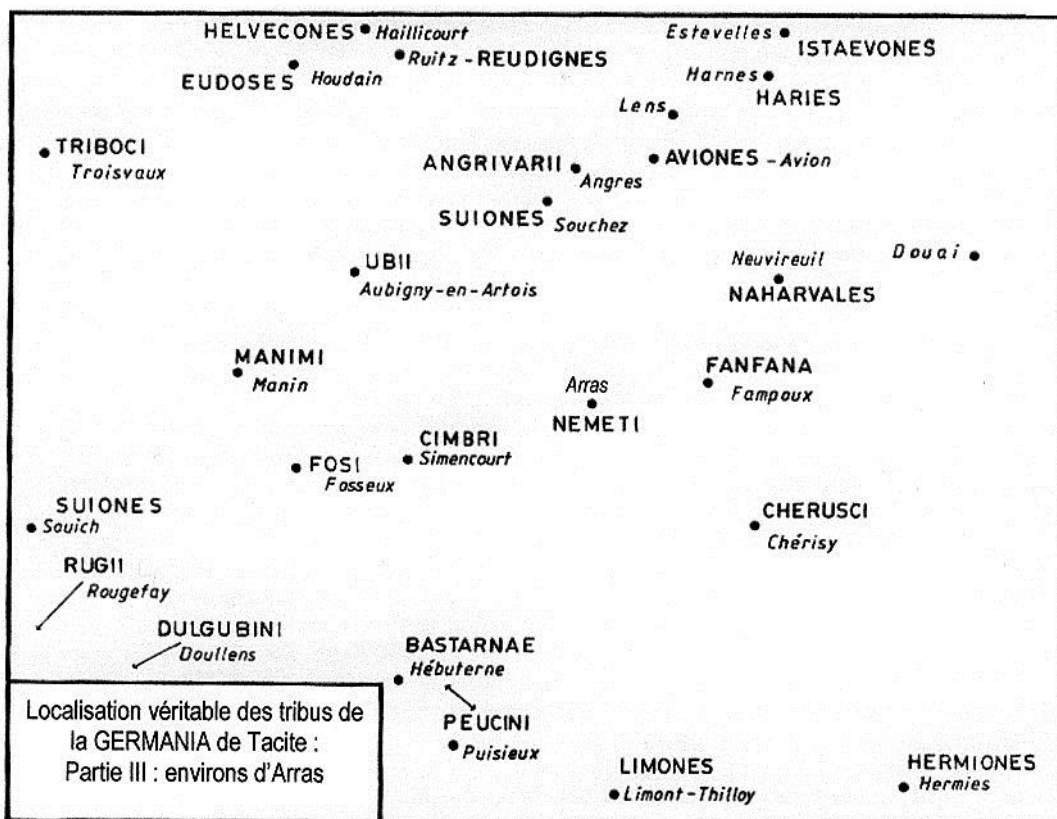 HELVECONES Haillicourt
Ruitz - REUDIGNES
EUDOSES Houdain
Estevelles
ISTAEVONES
Harnes
HARIES
Lens
TRIBOCI
Troisvaux
ANGRIVARII
Angres
AVIONES - Avion
SUIONES
Souchez
UBII
Aubigny-en-Artois
Neuvireuil
NAHARVALES
Douai
MANIMI
Manin
FANFANA
Fampoux
Arras
NEMETI
CIMBRI
Simencourt
FOSI
Fosseux
SUIONES
Souich
CHERUSCI
Chérisy
RUGII
Rougefay
DULGUBINI
Doullens
BASTARNAE
Hébuterne
PEUCINI
Puisieux
LIMONES
Limont-Thilloy
HERMIONES
Hermies
Localisation véritable des tribus de
la GERMANIA de Tacite :
Partie III : environs d'Arras